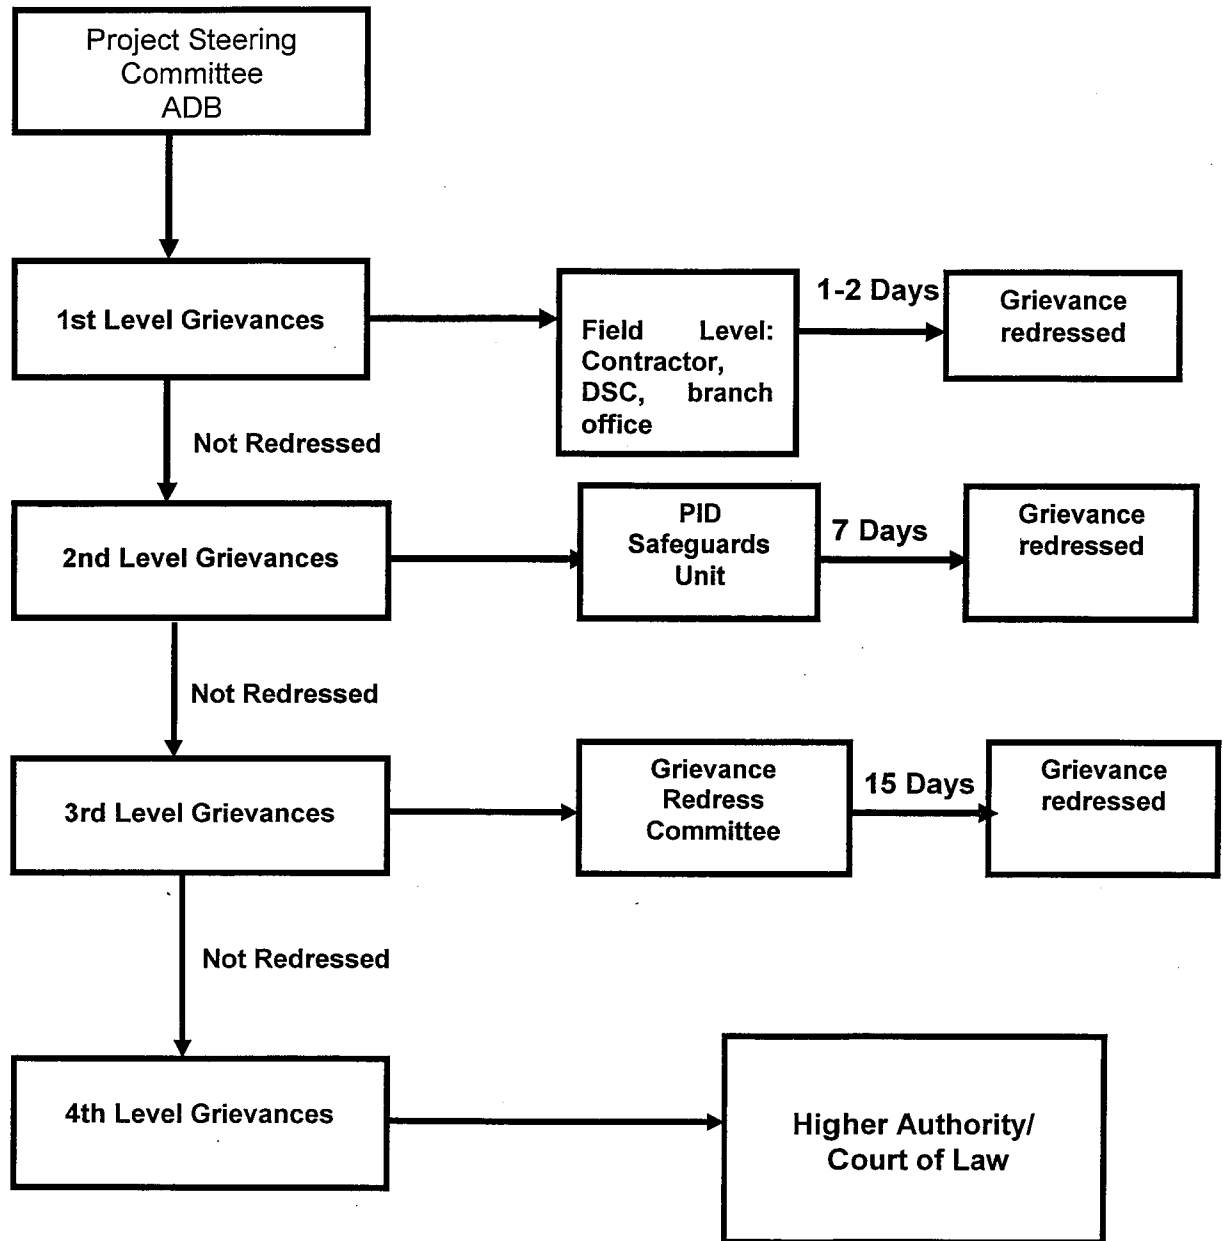 Project Steering
Committee
ADB
1st Level Grievances
Field Level:
Contractor,
DSC, branch
office
1-2 Days
Grievance
redressed
Not Redressed
2nd Level Grievances
PID
Safeguards
Unit
7 Days
Grievance
redressed
Not Redressed
3rd Level Grievances
Grievance
Redress
Committee
15 Days
Grievance
redressed
Not Redressed
4th Level Grievances
Higher Authority/
Court of Law